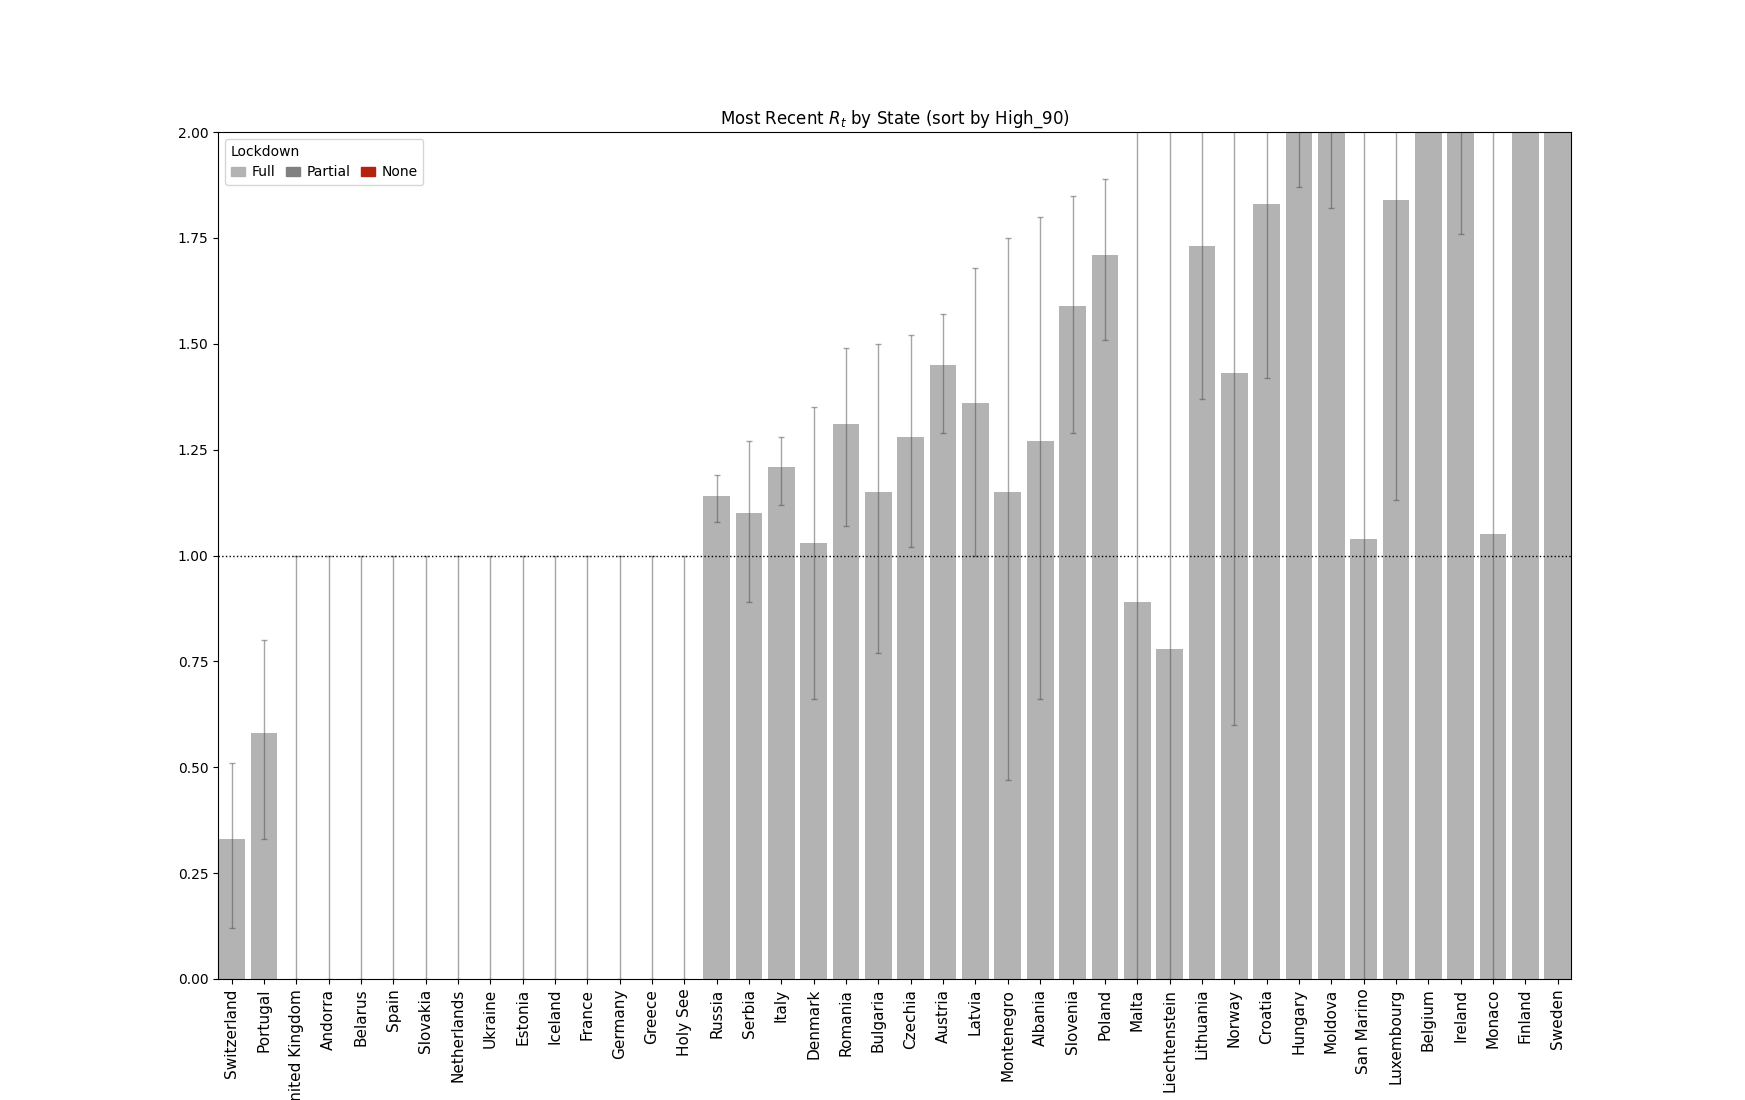 Most Recent R_t by State (sort by High_90)
Lockdown
Full Partial None
2.00
1.75
1.50
1.25
1.00
0.75
0.50
0.25
0.00
Switzerland
Portugal
nited Kingdom
Andorra
Belarus
Spain
Slovakia
Netherlands
Ukraine
Estonia
Iceland
France
Germany
Greece
Holy See
Russia
Serbia
Italy
Denmark
Romania
Bulgaria
Czechia
Austria
Latvia
Montenegro
Albania
Slovenia
Poland
Malta
Liechtenstein
Lithuania
Norway
Croatia
Hungary
Moldova
San Marino
Luxembourg
Belgium
Ireland
Monaco
Finland
Sweden